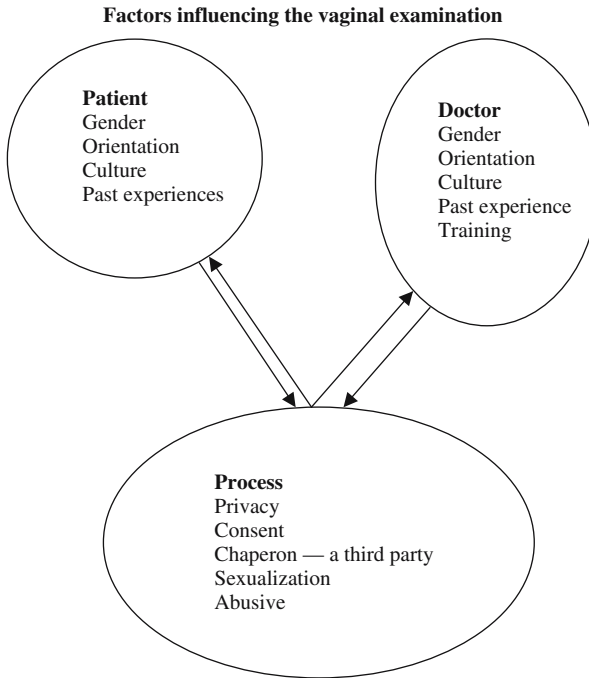 Factors influencing the vaginal examination
Patient
Gender
Orientation
Culture
Past experiences
Doctor
Gender
Orientation
Culture
Past experience
Training
Process
Privacy
Consent
Chaperon — a third party
Sexualization
Abusive